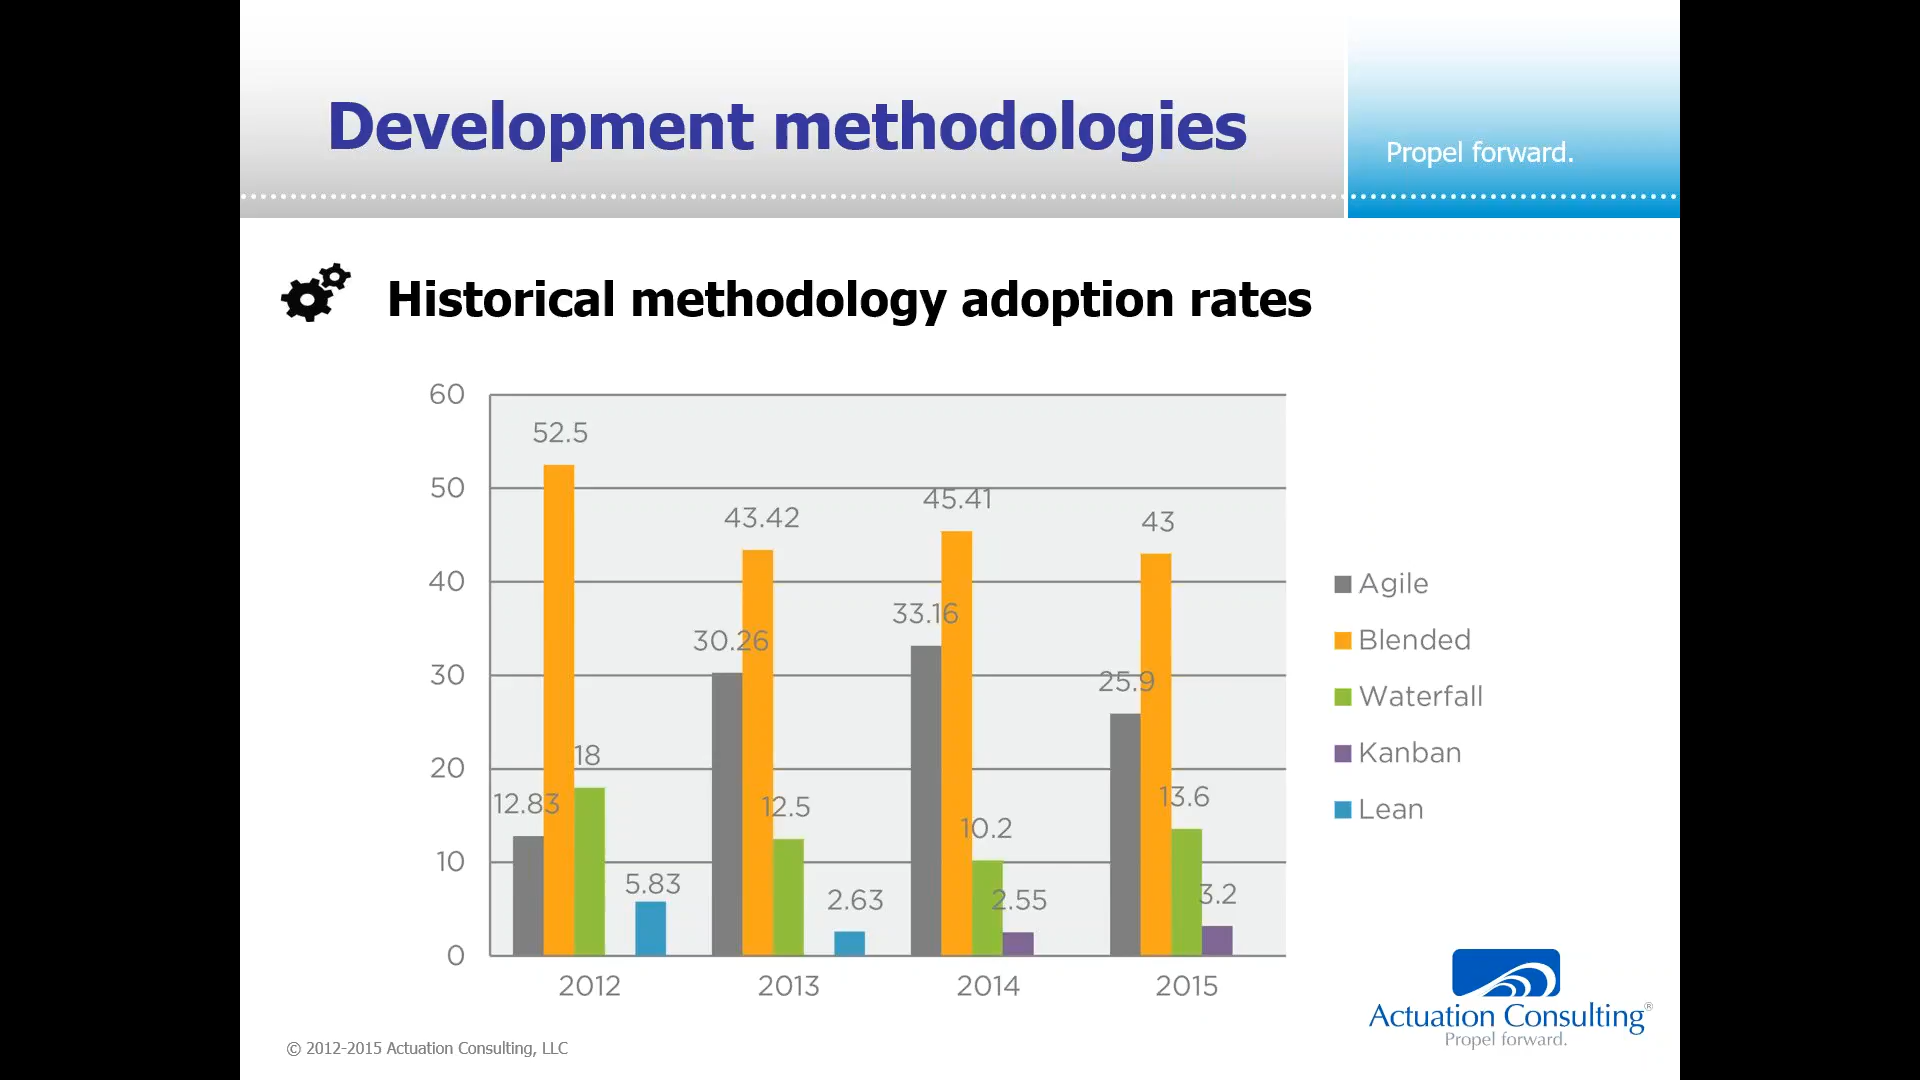 Development methodologies
Propel forward.
Historical methodology adoption rates
60
50
40
30
20
10
0
52.5
43.42
45.41
43
30.26
33.16
25.9
18
12.83
12.5
10.2
13.6
5.83
2.63
2.55
3.2
2012 2013 2014 2015
Agile
Blended
Waterfall
Kanban
Lean
Actuation Consulting®
Propel forward.
© 2012-2015 Actuation Consulting, LLC